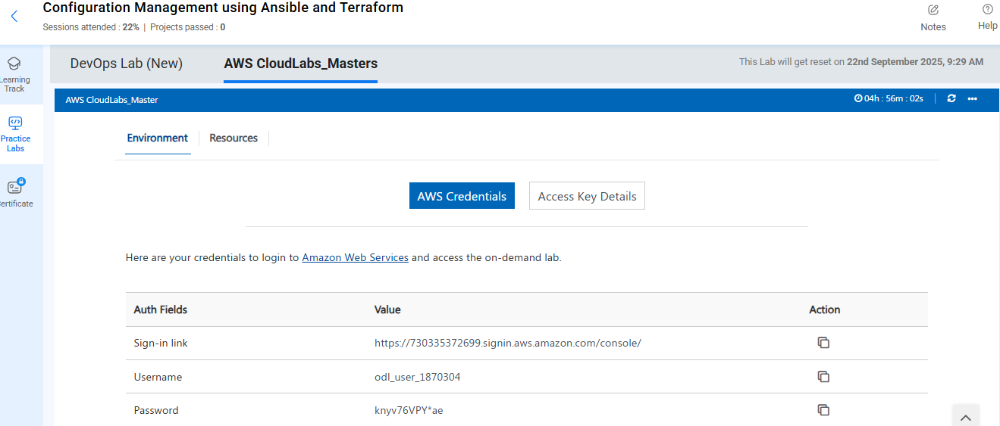 Configuration Management using Ansible and Terraform
Sessions attended : 22% | Projects passed : 0
Notes
Help
Learning
Track
Practice
Labs
ertificate
DevOps Lab (New)
AWS CloudLabs_Masters
This Lab will get reset on 22nd September 2025, 9:29 AM
AWS CloudLabs_Master
04h : 56m : 02s
Environment
Resources
AWS Credentials
Access Key Details
Here are your credentials to login to Amazon Web Services and access the on-demand lab.
Auth Fields Value Action
Sign-in link https://730335372699.signin.aws.amazon.com/console/
Username odl_user_1870304
Password knyv76VPY*ae